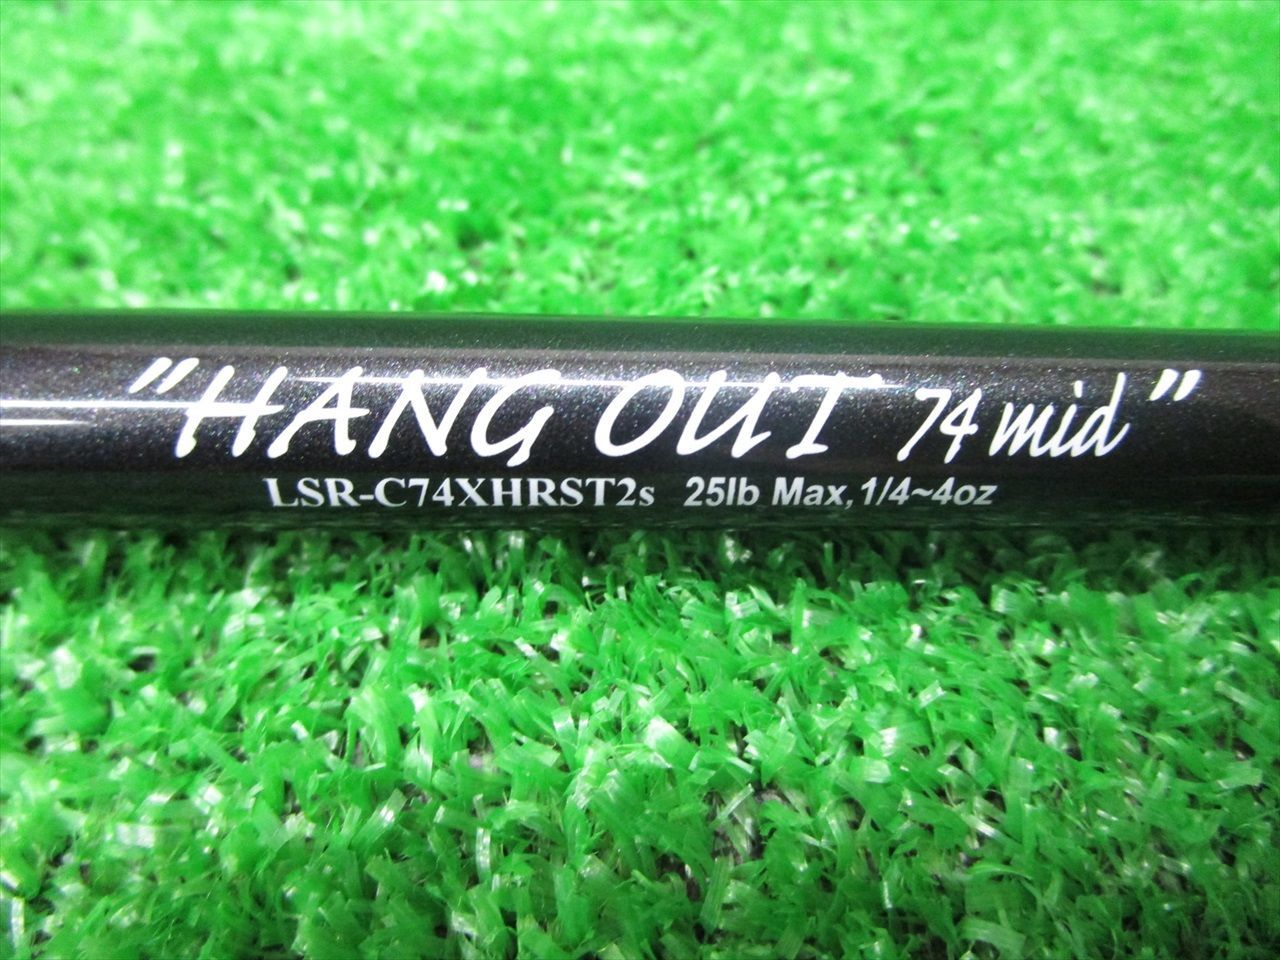 "HANG OUT 74 mid"
LSR-C74XHRST2s 25lb Max, 1/4~4oz